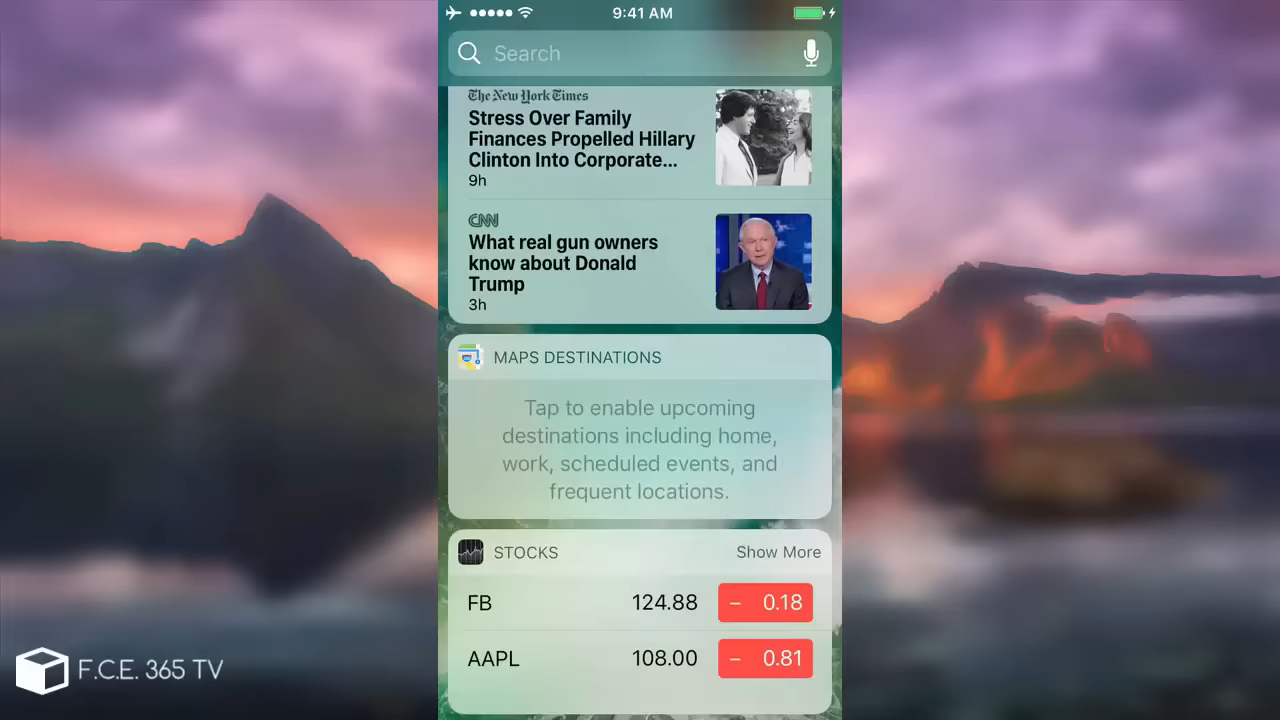 9:41 AM
Search
The New York Times
Stress Over Family
Finances Propelled Hillary
Clinton Into Corporate...
9h
CNN
What real gun owners
know about Donald
Trump
3h
MAPS DESTINATIONS
Tap to enable upcoming
destinations including home,
work, scheduled events, and
frequent locations.
STOCKS Show More
FB 124.88 – 0.18
AAPL 108.00 – 0.81
F.C.E. 365 TV